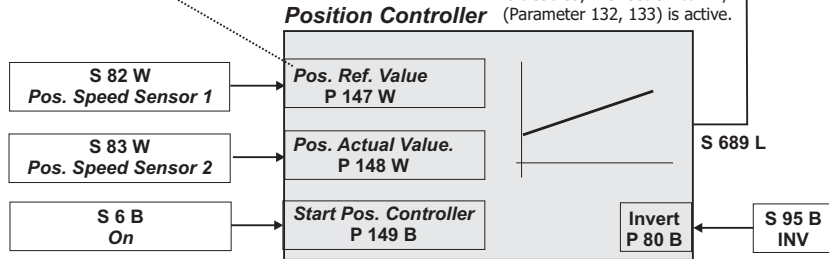 Position Controller
(Parameter 132, 133) is active.
S 82 W
Pos. Speed Sensor 1
Pos. Ref. Value
P 147 W
S 83 W
Pos. Speed Sensor 2
Pos. Actual Value.
P 148 W
S 689 L
S 6 B
On
Start Pos. Controller
P 149 B
Invert
P 80 B
S 95 B
INV